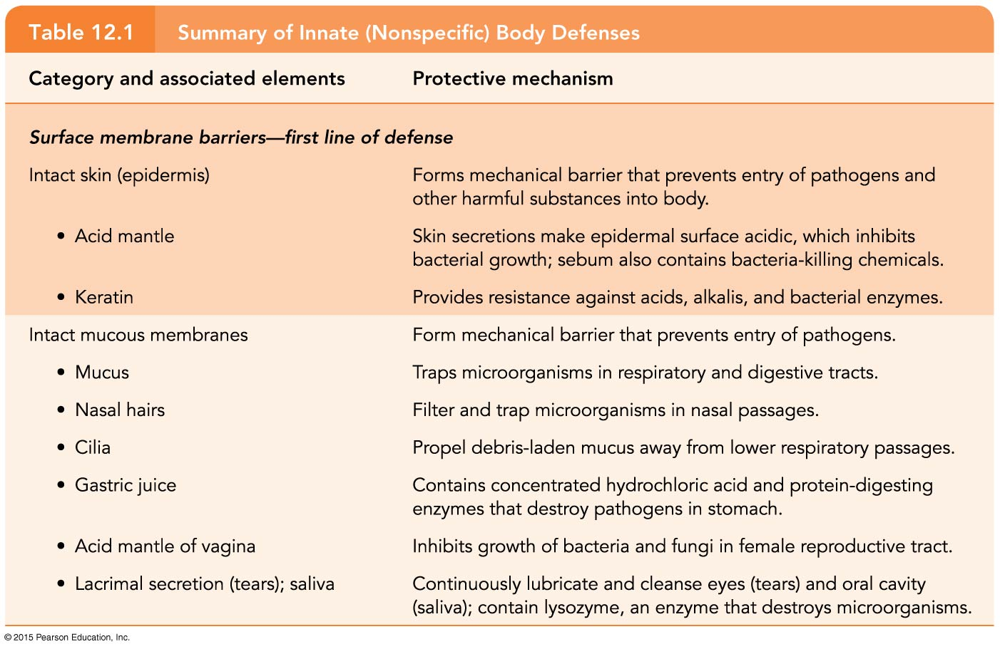 Table 12.1 Summary of Innate (Nonspecific) Body Defenses
Category and associated elements Protective mechanism
Surface membrane barriers—first line of defense
Intact skin (epidermis) Forms mechanical barrier that prevents entry of pathogens and
other harmful substances into body.
• Acid mantle Skin secretions make epidermal surface acidic, which inhibits
bacterial growth; sebum also contains bacteria-killing chemicals.
• Keratin Provides resistance against acids, alkalis, and bacterial enzymes.
Intact mucous membranes Form mechanical barrier that prevents entry of pathogens.
• Mucus Traps microorganisms in respiratory and digestive tracts.
• Nasal hairs Filter and trap microorganisms in nasal passages.
• Cilia Propel debris-laden mucus away from lower respiratory passages.
• Gastric juice Contains concentrated hydrochloric acid and protein-digesting
enzymes that destroy pathogens in stomach.
• Acid mantle of vagina Inhibits growth of bacteria and fungi in female reproductive tract.
• Lacrimal secretion (tears); saliva Continuously lubricate and cleanse eyes (tears) and oral cavity
(saliva); contain lysozyme, an enzyme that destroys microorganisms.
© 2015 Pearson Education, Inc.